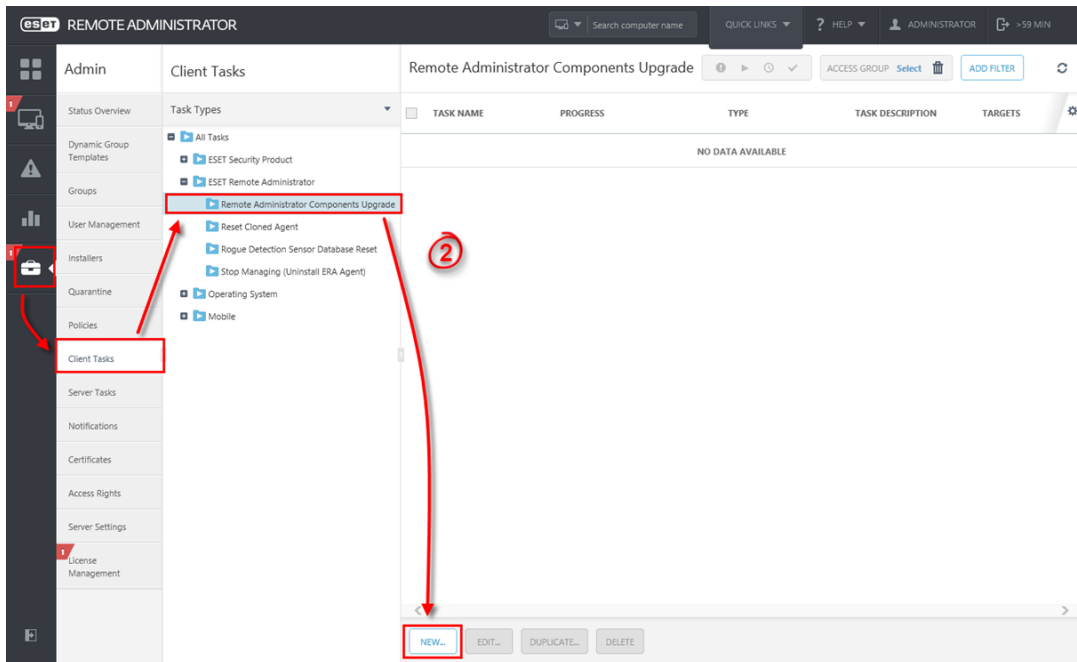 eset REMOTE ADMINISTRATOR
Search computer name
QUICK LINKS
? HELP
ADMINISTRATOR
>59 MIN
Admin
Client Tasks
Remote Administrator Components Upgrade
ACCESS GROUP Select
ADD FILTER
1
1
Status Overview
Dynamic Group
Templates
Groups
User Management
Installers
Quarantine
Policies
Client Tasks
Server Tasks
Notifications
Certificates
Access Rights
Server Settings
1
License
Management
Task Types
All Tasks
ESET Security Product
ESET Remote Administrator
Remote Administrator Components Upgrade
Reset Cloned Agent
Rogue Detection Sensor Database Reset
Stop Managing (Uninstall ERA Agent)
Operating System
Mobile
TASK NAME PROGRESS TYPE TASK DESCRIPTION TARGETS
NO DATA AVAILABLE
2
NEW... EDIT... DUPLICATE... DELETE